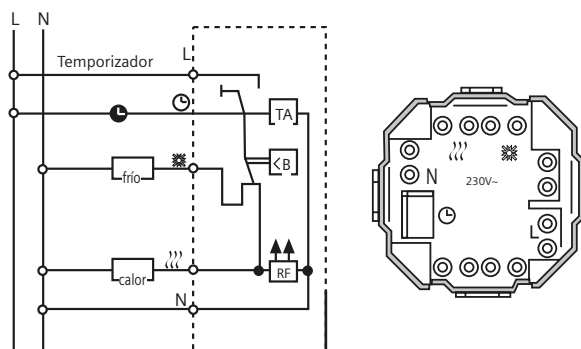 L N
Temporizador
L
TA
<B
frío
calor
RF
N
N
230V~
L